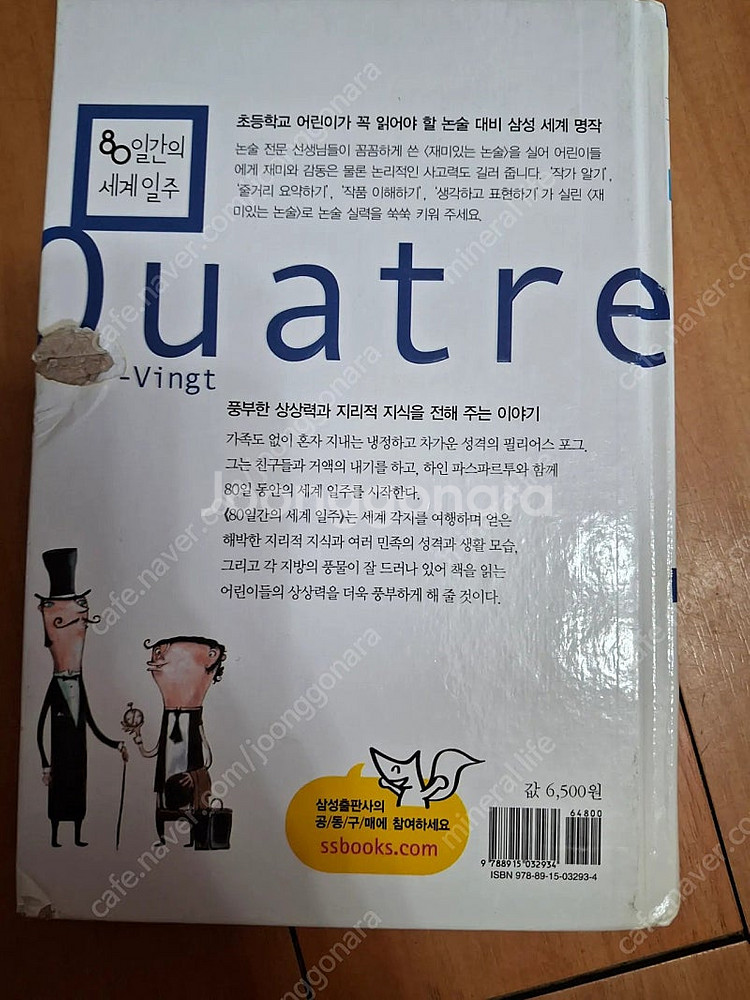 80일간의
세계 일주
초등학교 어린이가 꼭 읽어야 할 논술 대비 삼성 세계 명작
논술 전문 선생님들이 꼼꼼하게 쓴 〈재미있는 논술〉을 실어 어린이들
에게 재미와 감동은 물론 논리적인 사고력도 길러 줍니다. '작가 알기',
'줄거리 요약하기', '작품 이해하기', '생각하고 표현하기'가 실린 〈재
미있는 논술〉로 논술 실력을 쑥쑥 키워 주세요.
Quatre
-Vingt
풍부한 상상력과 지리적 지식을 전해 주는 이야기
가족도 없이 혼자 지내는 냉정하고 차가운 성격의 필리어스 포그.
그는 친구들과 거액의 내기를 하고, 하인 파스파르투와 함께
80일 동안의 세계 일주를 시작한다.
《80일간의 세계 일주》는 세계 각지를 여행하며 얻은
해박한 지리적 지식과 여러 민족의 성격과 생활 모습,
그리고 각 지방의 풍물이 잘 드러나 있어 책을 읽는
어린이들의 상상력을 더욱 풍부하게 해 줄 것이다.
삼성출판사의
공/동/구/매에 참여하세요
ssbooks.com
값 6,500원
64800
9 788915 032934
ISBN 978-89-15-03293-4
Joonggonara
cafe.naver.com/joonggonara
minerallife